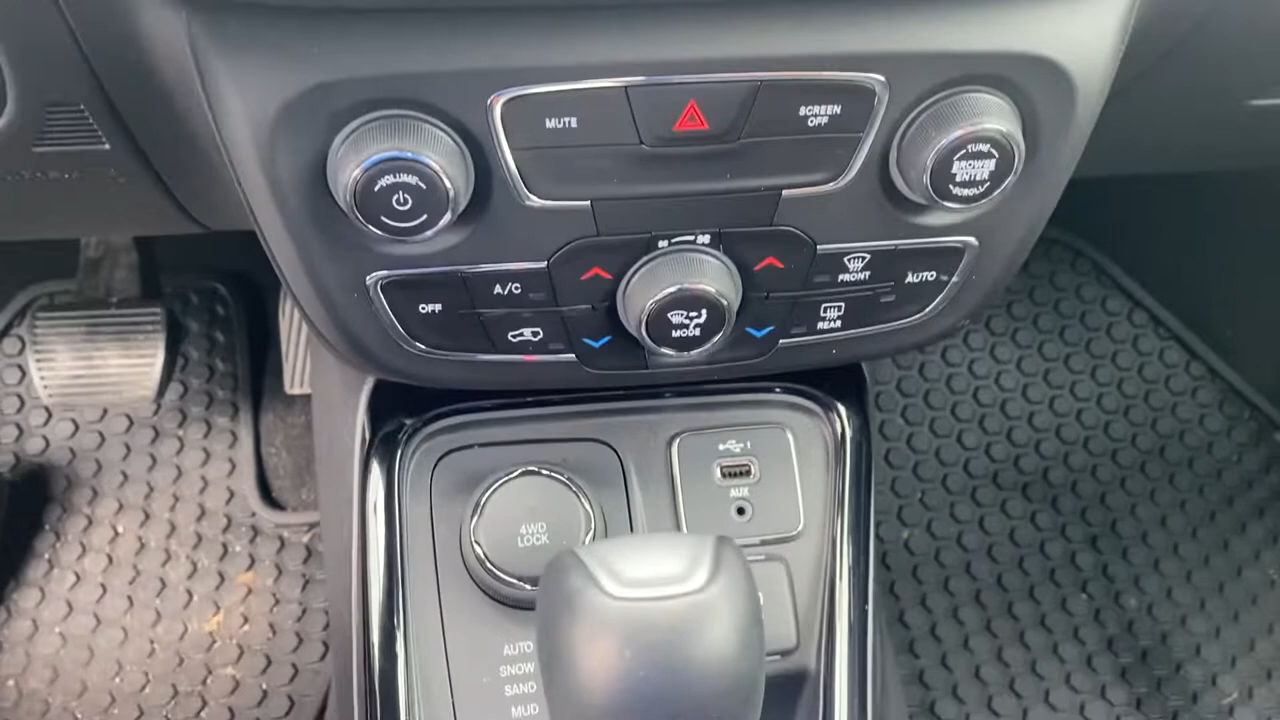 MUTE
SCREEN
OFF
VOLUME
TUNE
BROWSE
ENTER
SCROLL
OFF
A/C
MODE
FRONT
REAR
AUTO
1
AUX
4WD
LOCK
AUTO
SNOW
SAND
MUD